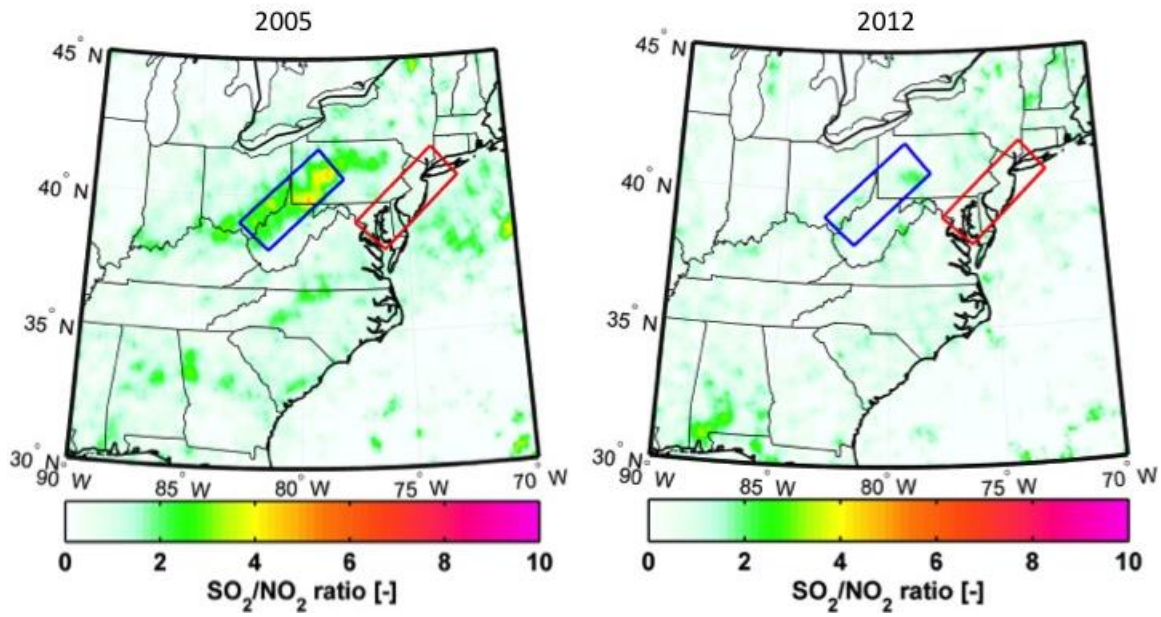 2005 2012
45° N 45° N
40° N 40° N
35° N 35° N
30° N 30° N
90° W 85° W 80° W 75° W 70° W 90° W 85° W 80° W 75° W 70° W
0 2 4 6 8 10 0 2 4 6 8 10
SO₂/NO₂ ratio [-] SO₂/NO₂ ratio [-]